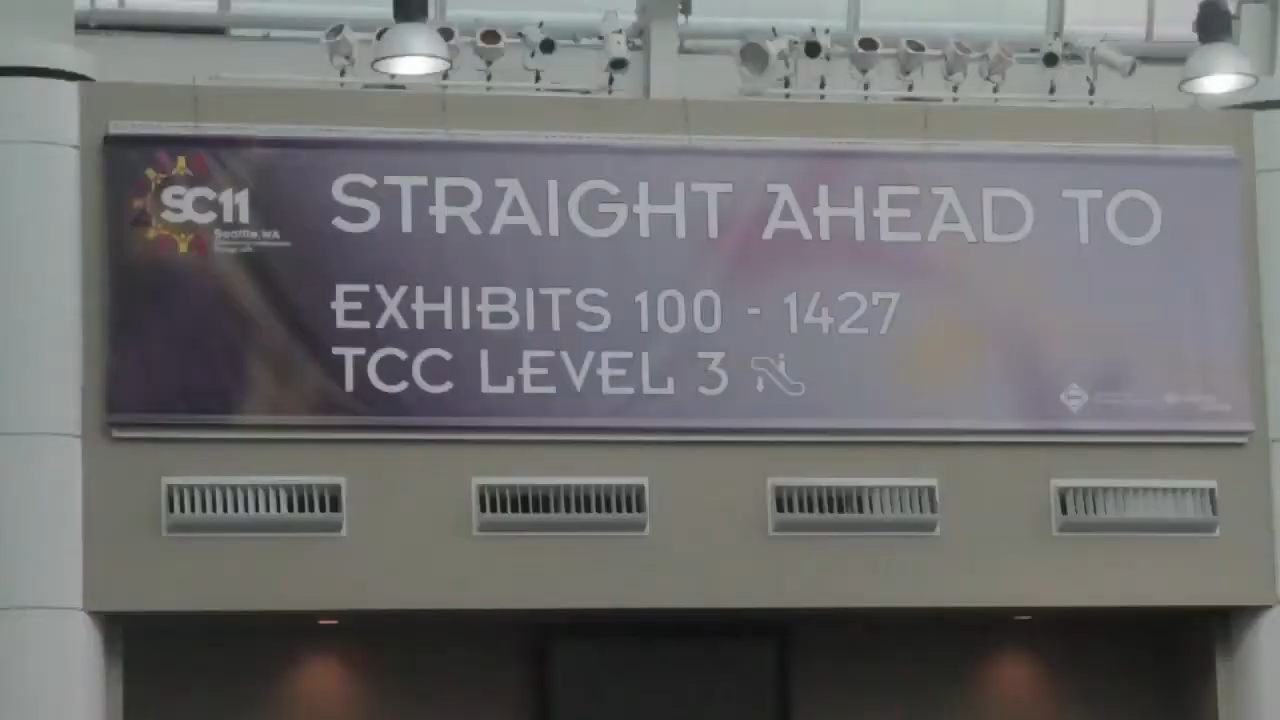 SC11
Seattle, WA
STRAIGHT AHEAD TO
EXHIBITS 100 - 1427
TCC LEVEL 3